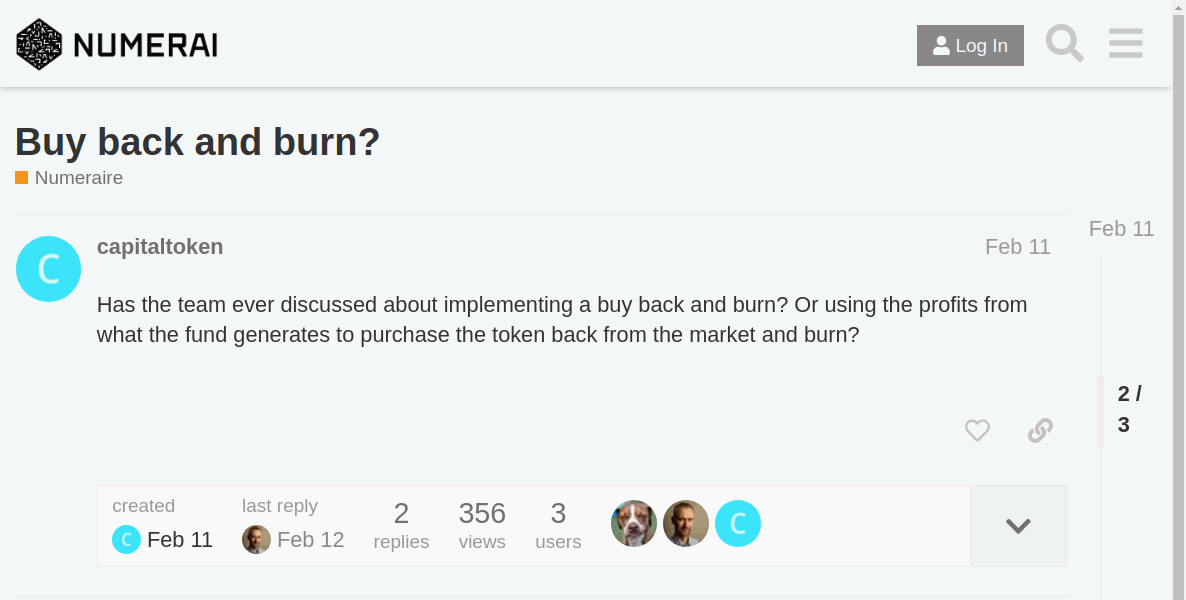 NUMERAI
Log In
Buy back and burn?
Numeraire
C
capitaltoken
Feb 11
Feb 11
Has the team ever discussed about implementing a buy back and burn? Or using the profits from
what the fund generates to purchase the token back from the market and burn?
2 /
3
created
last reply
2
356
3
C
C
Feb 11
Feb 12
replies
views
users